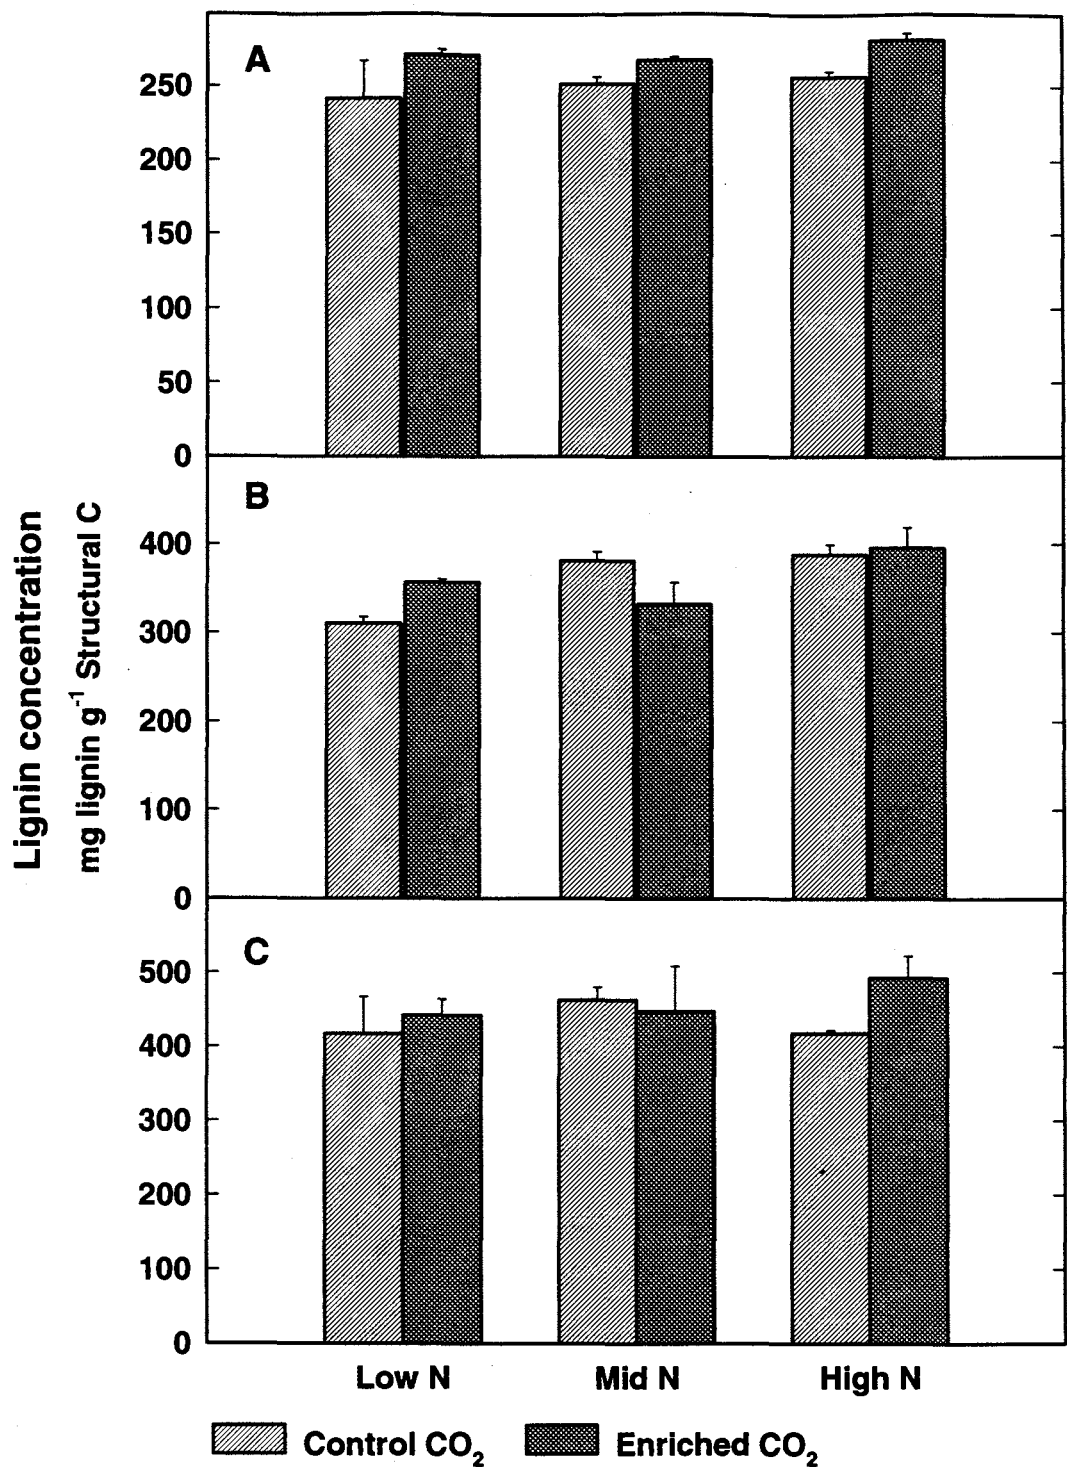 A
250
200
150
100
50
0
B
400
300
200
100
0
C
500
400
300
200
100
0
Lignin concentration
mg lignin g⁻¹ Structural C
Low N Mid N High N
Control CO₂ Enriched CO₂